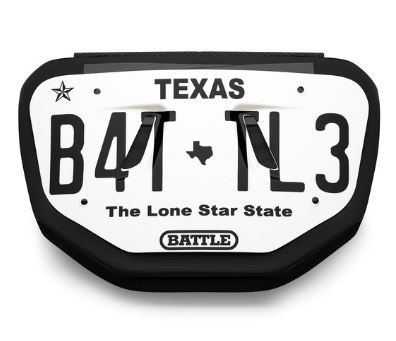 TEXAS
B4T TL3
The Lone Star State
BATTLE